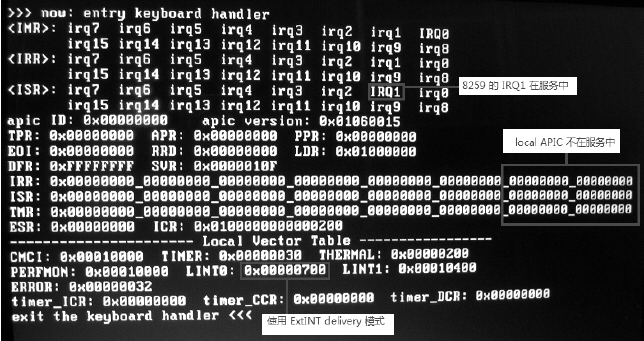 >>> now: entry keyboard handler
<IMR>: irq7 irq6 irq5 irq4 irq3 irq2 irq1 IRQ0
irq15 irq14 irq13 irq12 irq11 irq10 irq9 irq8
<IRR>: irq7 irq6 irq5 irq4 irq3 irq2 irq1 irq0
irq15 irq14 irq13 irq12 irq11 irq10 irq9 irq8
<ISR>: irq7 irq6 irq5 irq4 irq3 irq2 IRQ1 irq0
irq15 irq14 irq13 irq12 irq11 irq10 irq9 irq8
8259 的 IRQ1 在服务中
apic ID: 0x00000000 apic version: 0x01060015
TPR: 0x00000000 APR: 0x00000000 PPR: 0x00000000
EOI: 0x00000000 RRD: 0x00000000 LDR: 0x01000000
DFR: 0xFFFFFFFF SVR: 0x0000010F
local APIC 不在服务中
IRR: 0x00000000_00000000_00000000_00000000_00000000_00000000_00000000_00000000
ISR: 0x00000000_00000000_00000000_00000000_00000000_00000000_00000000_00000000
TMR: 0x00000000_00000000_00000000_00000000_00000000_00000000_00000000_00000000
ESR: 0x00000000 ICR: 0x0100000000000200
----------------------- Local Vector Table -----------------
CMCI: 0x00010000 TIMER: 0x00000030 THERMAL: 0x00000200
PERFMON: 0x00010000 LINT0: 0x00000700 LINT1: 0x00010400
ERROR: 0x00000032
timer_ICR: 0x00000000 timer_CCR: 0x00000000 timer_DCR: 0x00000000
exit the keyboard handler <<<
使用 ExtINT delivery 模式